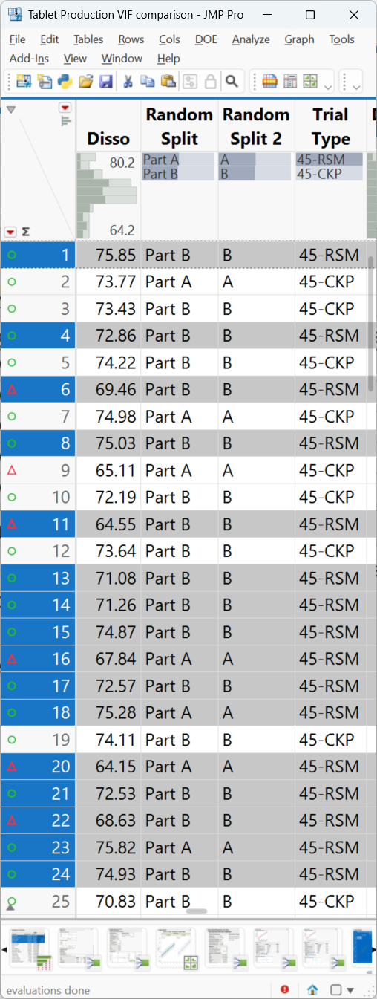 Tablet Production VIF comparison - JMP Pro
File Edit Tables Rows Cols DOE Analyze Graph Tools
Add-Ins View Window Help
Disso Random Split Random Split 2 Trial Type
80.2 Part A A 45-RSM
Part B B 45-CKP
64.2
Σ
1 75.85 Part B B 45-RSM
2 73.77 Part A A 45-CKP
3 73.43 Part B B 45-CKP
4 72.86 Part B B 45-RSM
5 74.22 Part B B 45-CKP
6 69.46 Part B B 45-RSM
7 74.98 Part A A 45-CKP
8 75.03 Part B B 45-RSM
9 65.11 Part A A 45-CKP
10 72.19 Part B B 45-CKP
11 64.55 Part B B 45-RSM
12 73.64 Part B B 45-CKP
13 71.08 Part B B 45-RSM
14 71.26 Part B B 45-RSM
15 74.87 Part B B 45-RSM
16 67.84 Part A A 45-RSM
17 72.57 Part B B 45-RSM
18 75.28 Part A A 45-RSM
19 74.11 Part B B 45-CKP
20 64.15 Part A A 45-RSM
21 72.53 Part B B 45-RSM
22 68.63 Part B B 45-RSM
23 75.82 Part A A 45-RSM
24 74.93 Part B B 45-RSM
25 70.83 Part B B 45-CKP
evaluations done